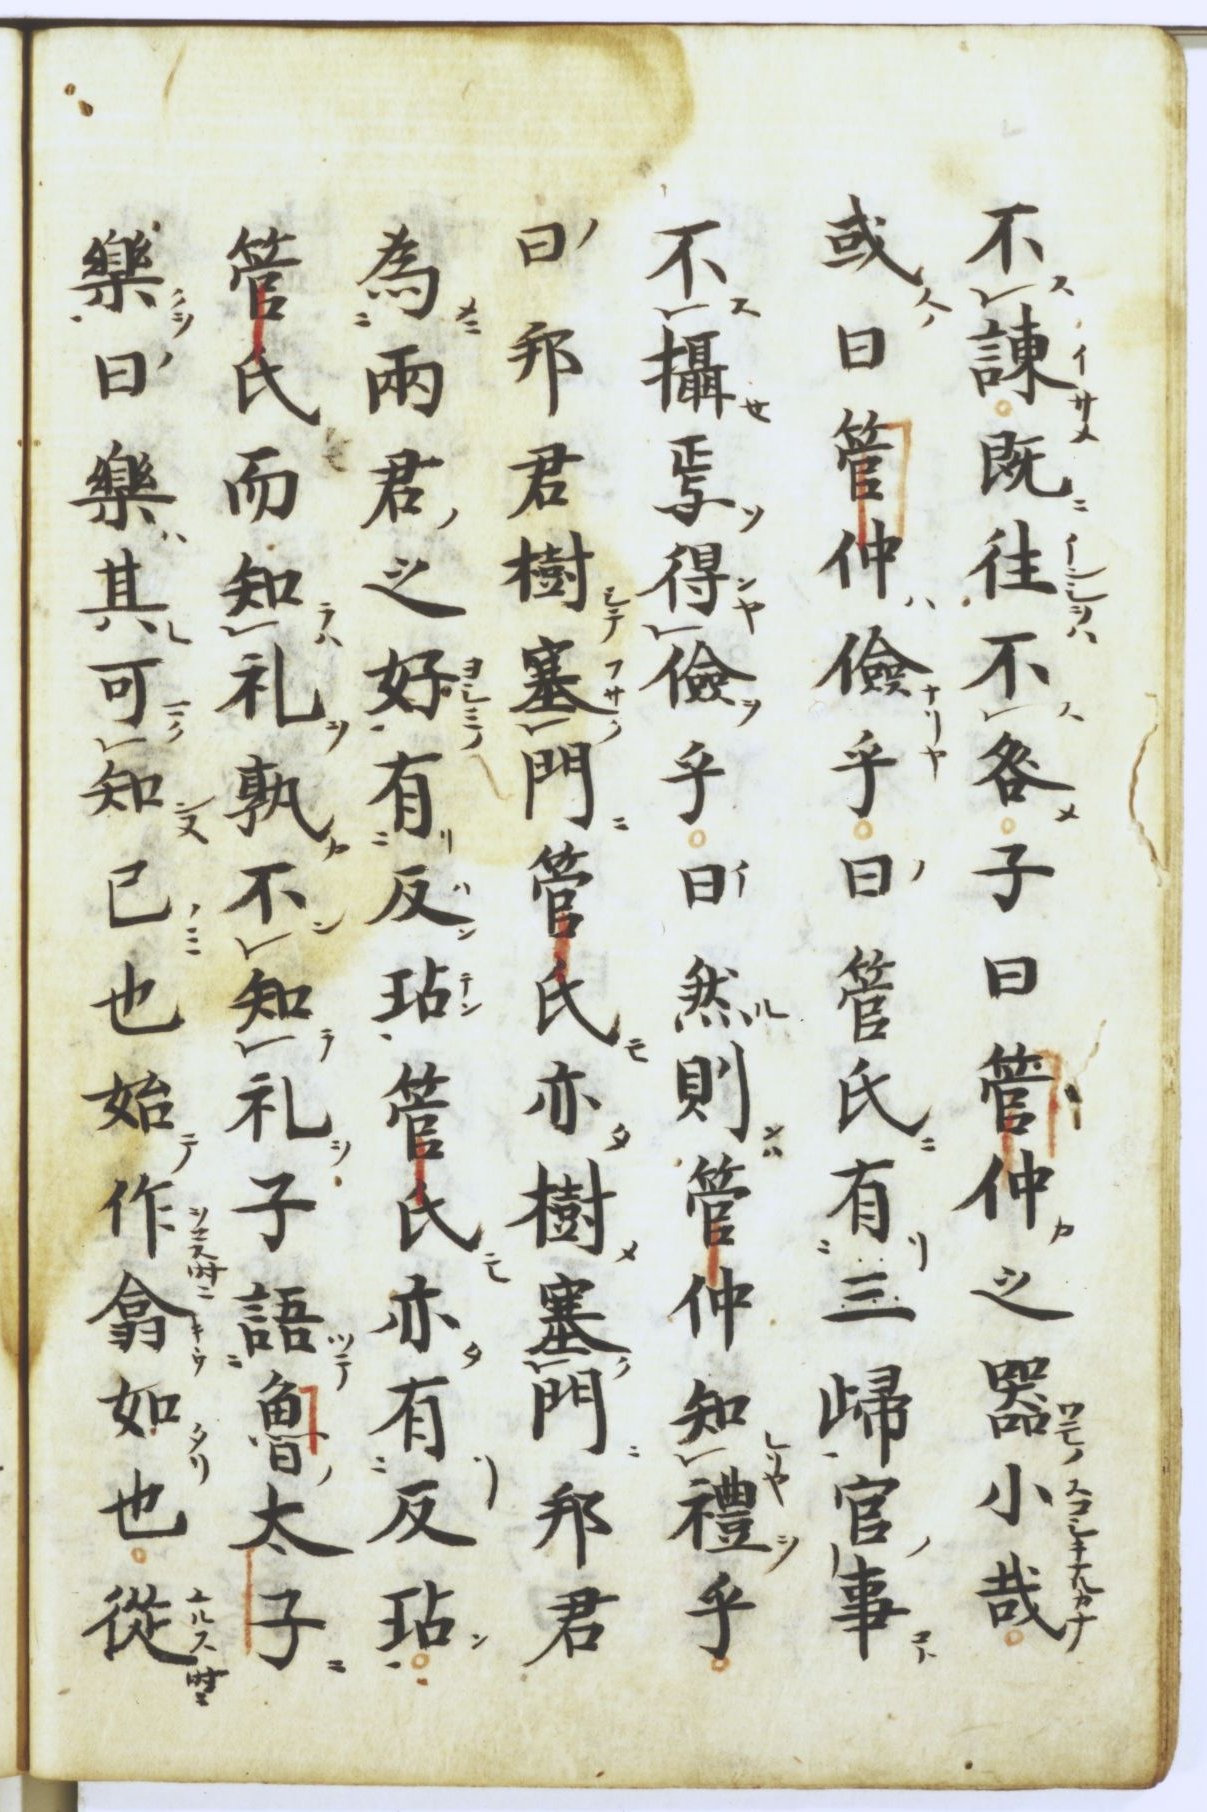 不諌既往不咎子曰管仲之器小哉
或曰管仲儉乎曰管氏有三歸官事
不攝焉得儉乎曰然則管仲知禮乎
曰邦君樹塞門管氏亦樹塞門邦君
為兩君之好有反玷管氏亦有反玷
管氏而知礼孰不知礼子語魯太子
樂曰樂其可知已也始作翕如也從